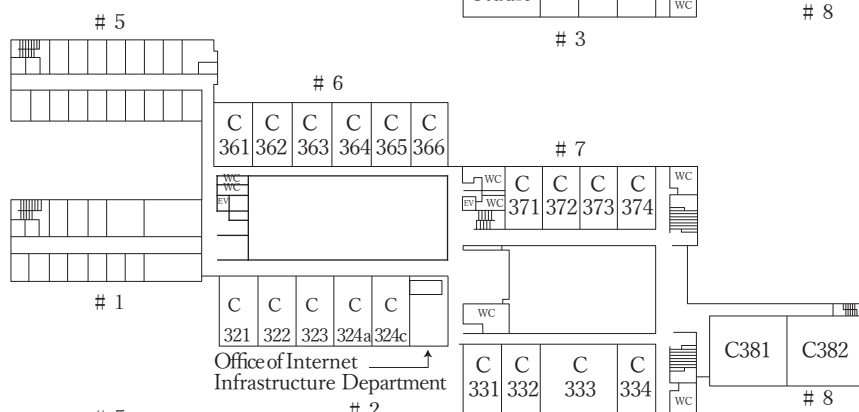 WC
# 8
# 3
# 5
# 6
C C C C C C
361 362 363 364 365 366
# 7
WC
WC
EV
WC
EV
WC
WC
C C C C
371 372 373 374
# 1
C C C C C
321 322 323 324a 324c
Office of Internet
Infrastructure Department
WC
C C C C
331 332 333 334
WC
C381 C382
# 8
# 2